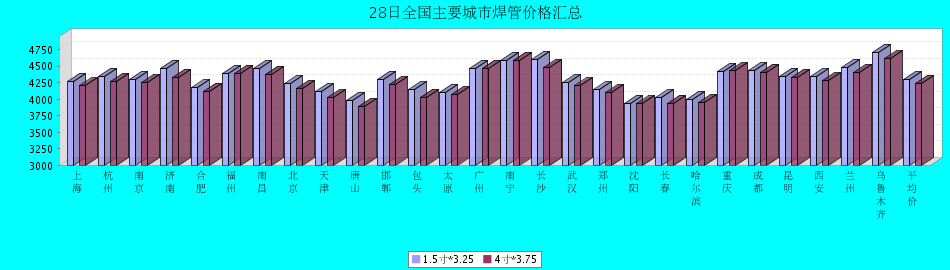 28日全国主要城市焊管价格汇总
4750
4500
4250
4000
3750
3500
3250
3000
上海
杭州
南京
济南
合肥
福州
南昌
北京
天津
唐山
邯郸
包头
太原
广州
南宁
长沙
武汉
郑州
沈阳
长春
哈尔滨
重庆
成都
昆明
西安
兰州
乌鲁木齐
平均价
1.5寸*3.25
4寸*3.75